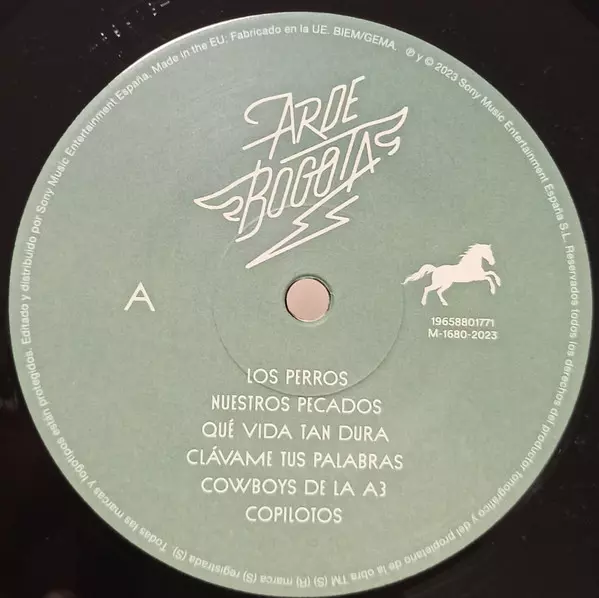 Todas las marcas y logotipos están protegidos. Editado y distribuido por Sony Music Entertainment España. Made in the EU. Fabricado en la UE. BIEM/GEMA. ℗ y © 2023 Sony Music Entertainment España S.L. Reservados todos los derechos del productor fonográfico y del propietario de la obra TM (S) (R) marca (S) registrada (S).
ARDE
BOGOTÁ
A
19658801771
M-1680-2023
LOS PERROS
NUESTROS PECADOS
QUÉ VIDA TAN DURA
CLÁVAME TUS PALABRAS
COWBOYS DE LA A3
COPILOTOS